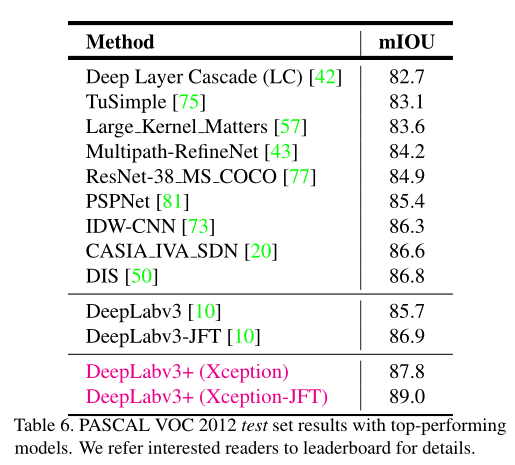 Method mIOU
Deep Layer Cascade (LC) [42] 82.7
TuSimple [75] 83.1
Large_Kernel_Matters [57] 83.6
Multipath-RefineNet [43] 84.2
ResNet-38_MS_COCO [77] 84.9
PSPNet [81] 85.4
IDW-CNN [73] 86.3
CASIA_IVA_SDN [20] 86.6
DIS [50] 86.8
DeepLabv3 [10] 85.7
DeepLabv3-JFT [10] 86.9
DeepLabv3+ (Xception) 87.8
DeepLabv3+ (Xception-JFT) 89.0
Table 6. PASCAL VOC 2012 test set results with top-performing
models. We refer interested readers to leaderboard for details.